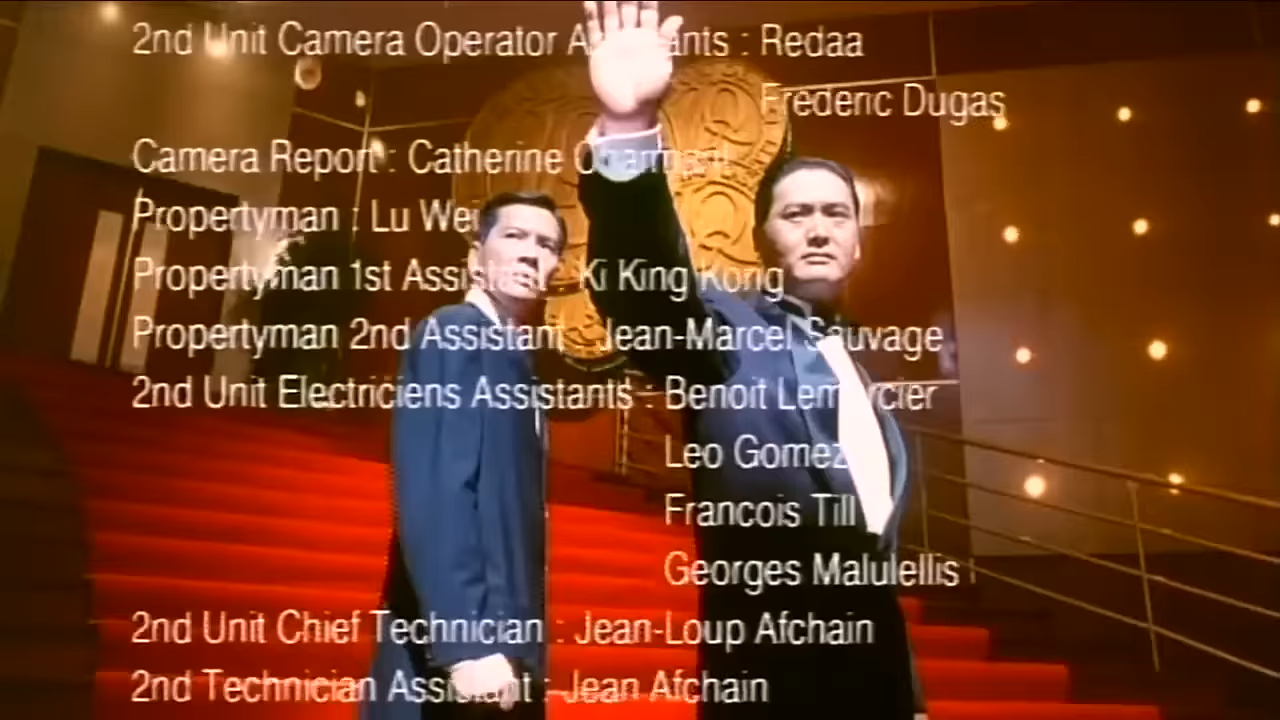 2nd Unit Camera Operator Assistants : Redaa
Frederic Dugas
Camera Report : Catherine
Propertyman : Lu Wei
Propertyman 1st Assistant : Ki King Kong
Propertyman 2nd Assistant : Jean-Marcel Sauvage
2nd Unit Electriciens Assistants : Benoit Lemercier
Leo Gomez
Francois Till
Georges Malulellis
2nd Unit Chief Technician : Jean-Loup Afchain
2nd Technician Assistant : Jean Afchain